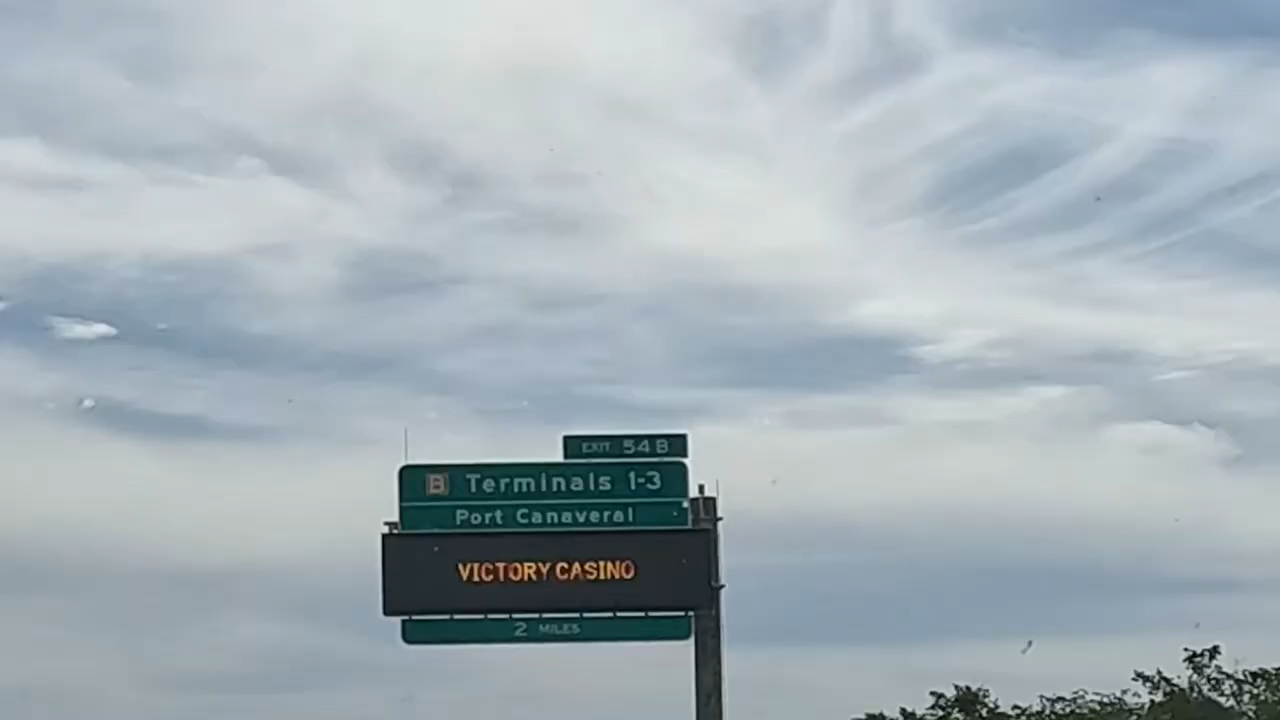 EXIT 54 B
B Terminals 1-3
Port Canaveral
VICTORY CASINO
2 MILES